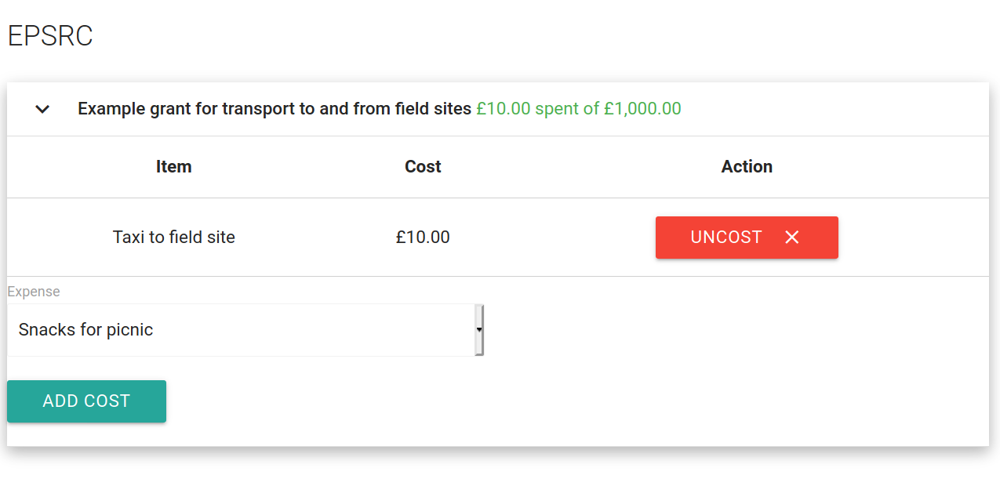 EPSRC
Example grant for transport to and from field sites £10.00 spent of £1,000.00
Item Cost Action
Taxi to field site £10.00 UNCOST
Expense
Snacks for picnic
ADD COST